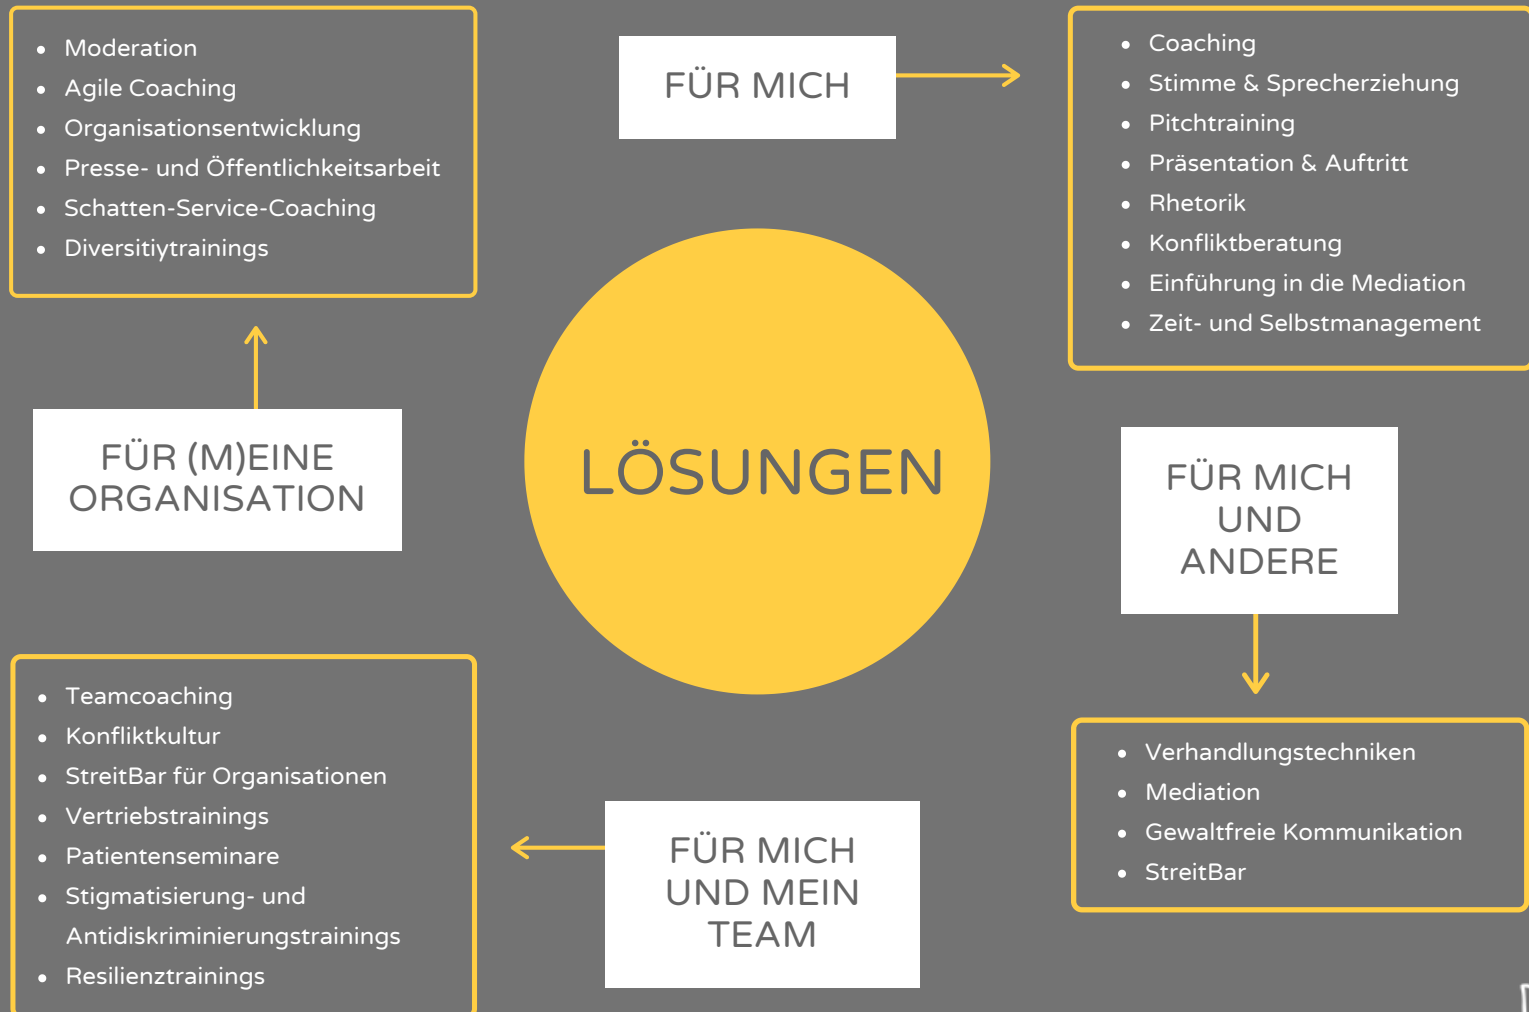 Moderation
Agile Coaching
Organisationsentwicklung
Presse- und Öffentlichkeitsarbeit
Schatten-Service-Coaching
Diversitiytrainings
FÜR MICH
Coaching
Stimme & Sprecherziehung
Pitchtraining
Präsentation & Auftritt
Rhetorik
Konfliktberatung
Einführung in die Mediation
Zeit- und Selbstmanagement
FÜR (M)EINE
ORGANISATION
LÖSUNGEN
FÜR MICH
UND
ANDERE
Teamcoaching
Konfliktkultur
StreitBar für Organisationen
Vertriebstrainings
Patientenseminare
Stigmatisierung- und
Antidiskriminierungstrainings
Resilienztrainings
FÜR MICH
UND MEIN
TEAM
Verhandlungstechniken
Mediation
Gewaltfreie Kommunikation
StreitBar